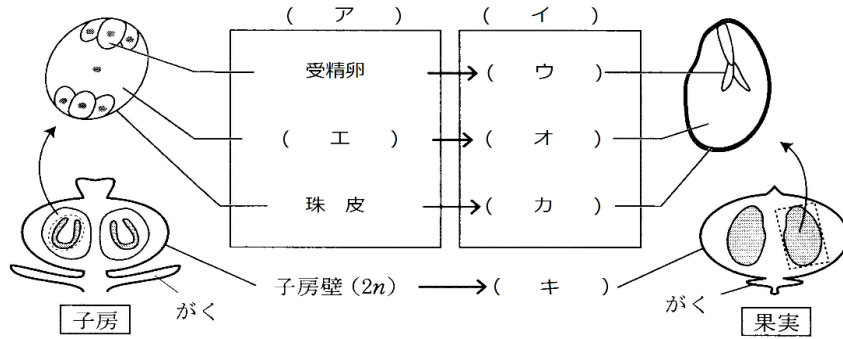 ( ア ) ( イ )
受精卵 ( ウ )
( エ ) ( オ )
珠 皮 ( カ )
子房壁 (2n) ( キ )
がく がく
子房 果実